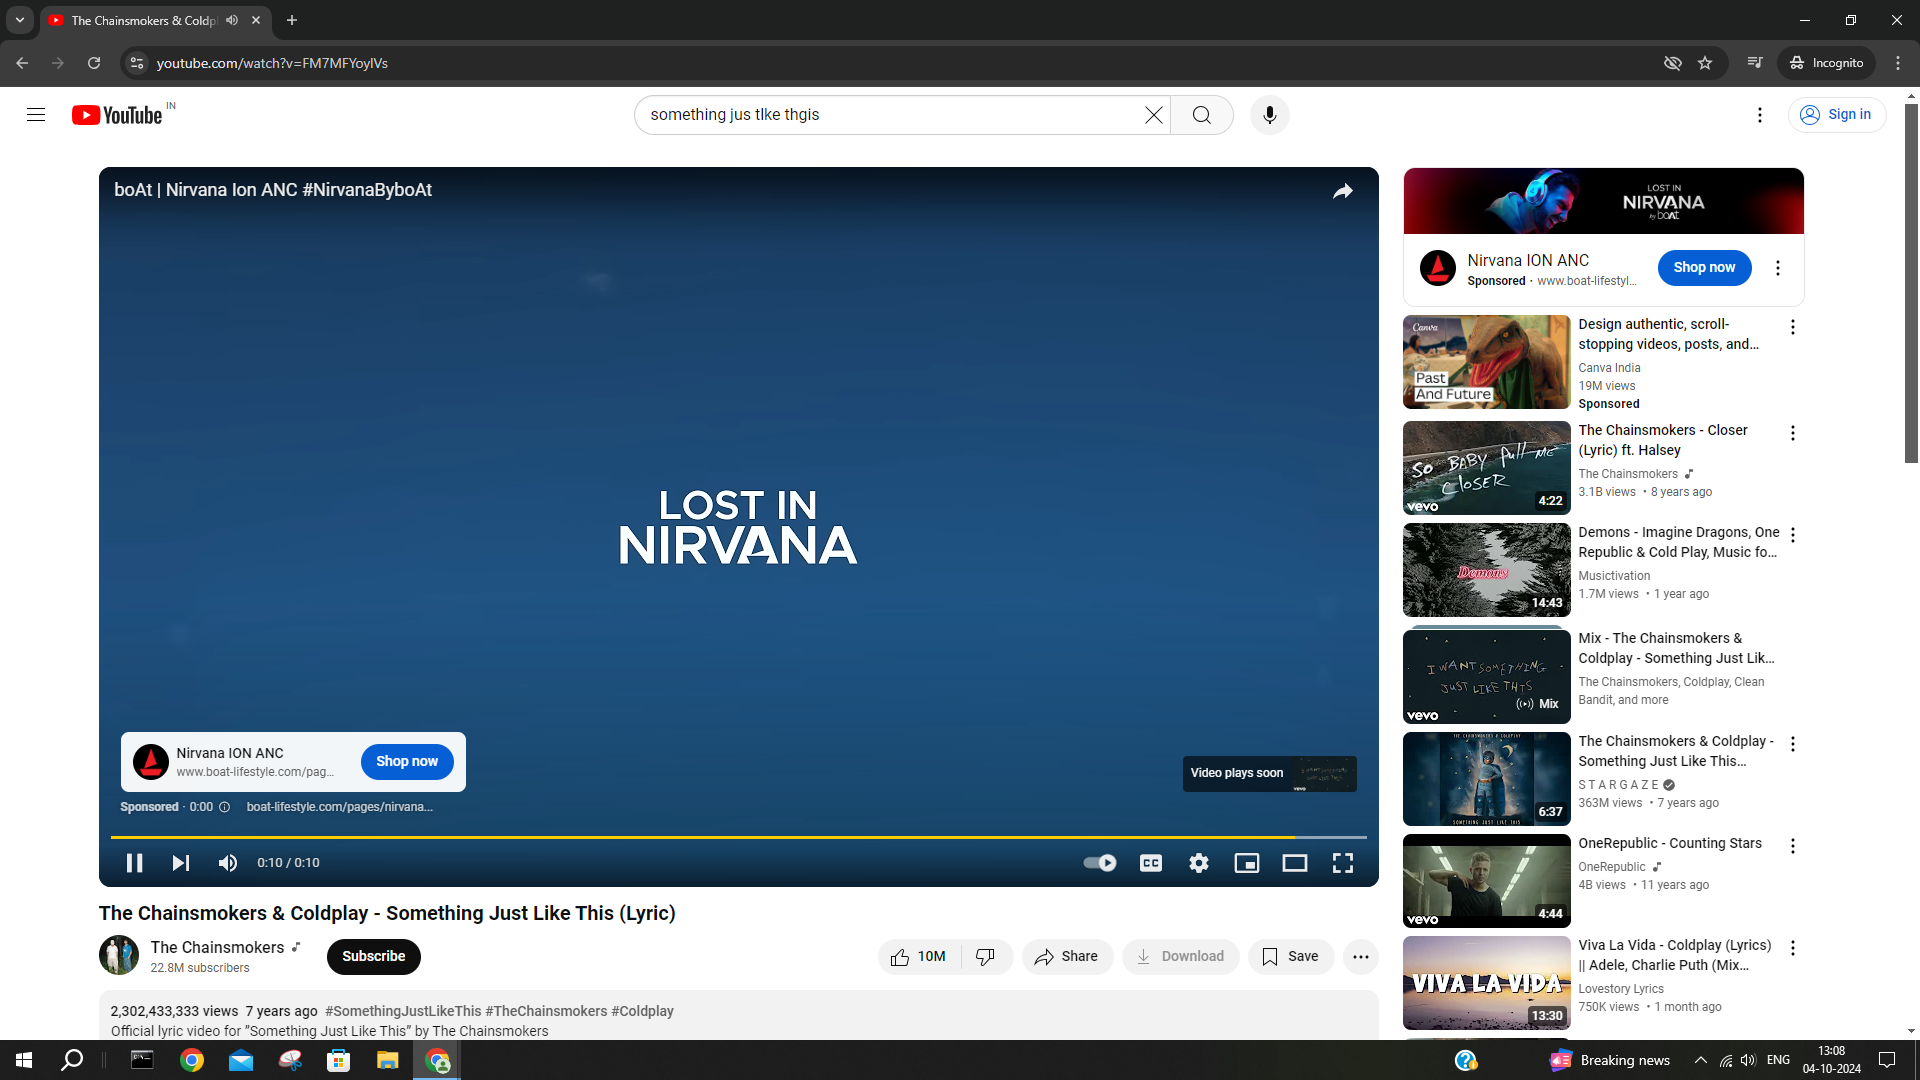 The Chainsmokers & Coldpl
youtube.com/watch?v=FM7MFYoylVs
Incognito
YouTube IN
something jus tlke thgis
Sign in
boAt | Nirvana Ion ANC #NirvanaByboAt
LOST IN
NIRVANA
Nirvana ION ANC
www.boat-lifestyle.com/pag...
Shop now
Sponsored · 0:00
boat-lifestyle.com/pages/nirvana...
Video plays soon
0:10 / 0:10
CC
The Chainsmokers & Coldplay - Something Just Like This (Lyric)
The Chainsmokers
22.8M subscribers
Subscribe
10M
Share
Download
Save
2,302,433,333 views 7 years ago #SomethingJustLikeThis #TheChainsmokers #Coldplay
Official lyric video for "Something Just Like This" by The Chainsmokers
LOST IN
NIRVANA
by boAt
Nirvana ION ANC
Sponsored · www.boat-lifestyl...
Shop now
Canva
Past
And Future
Design authentic, scroll-
stopping videos, posts, and...
Canva India
19M views
Sponsored
SO BABY PULL ME
CLOSER
vevo
4:22
The Chainsmokers - Closer
(Lyric) ft. Halsey
The Chainsmokers
3.1B views • 8 years ago
Demons
14:43
Demons - Imagine Dragons, One
Republic & Cold Play, Music fo...
Musictivation
1.7M views • 1 year ago
I WANT SOMETHING
JUST LIKE THIS
Mix
vevo
Mix - The Chainsmokers &
Coldplay - Something Just Lik...
The Chainsmokers, Coldplay, Clean
Bandit, and more
THE CHAINSMOKERS & COLDPLAY
SOMETHING JUST LIKE THIS
6:37
The Chainsmokers & Coldplay -
Something Just Like This...
S T A R G A Z E
363M views • 7 years ago
vevo
4:44
OneRepublic - Counting Stars
OneRepublic
4B views • 11 years ago
VIVA LA VIDA
13:30
Viva La Vida - Coldplay (Lyrics)
|| Adele, Charlie Puth (Mix...
Lovestory Lyrics
750K views • 1 month ago
Breaking news
ENG
13:08
04-10-2024